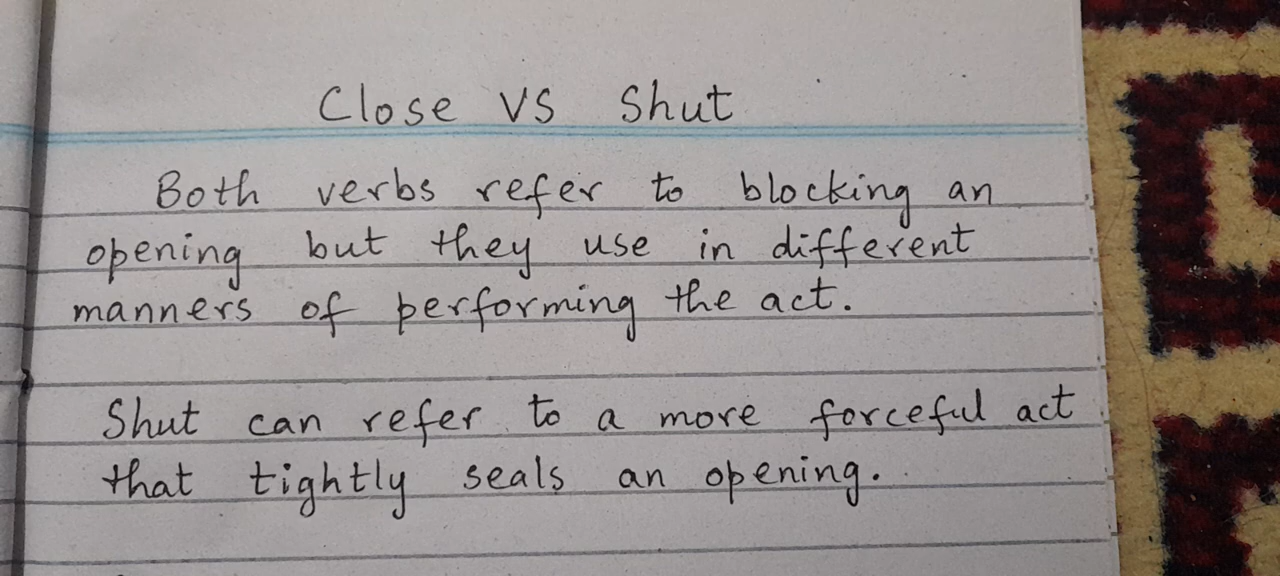 Close VS Shut
Both verbs refer to blocking an
opening but they use in different
manners of performing the act.
Shut can refer to a more forceful act
that tightly seals an opening.